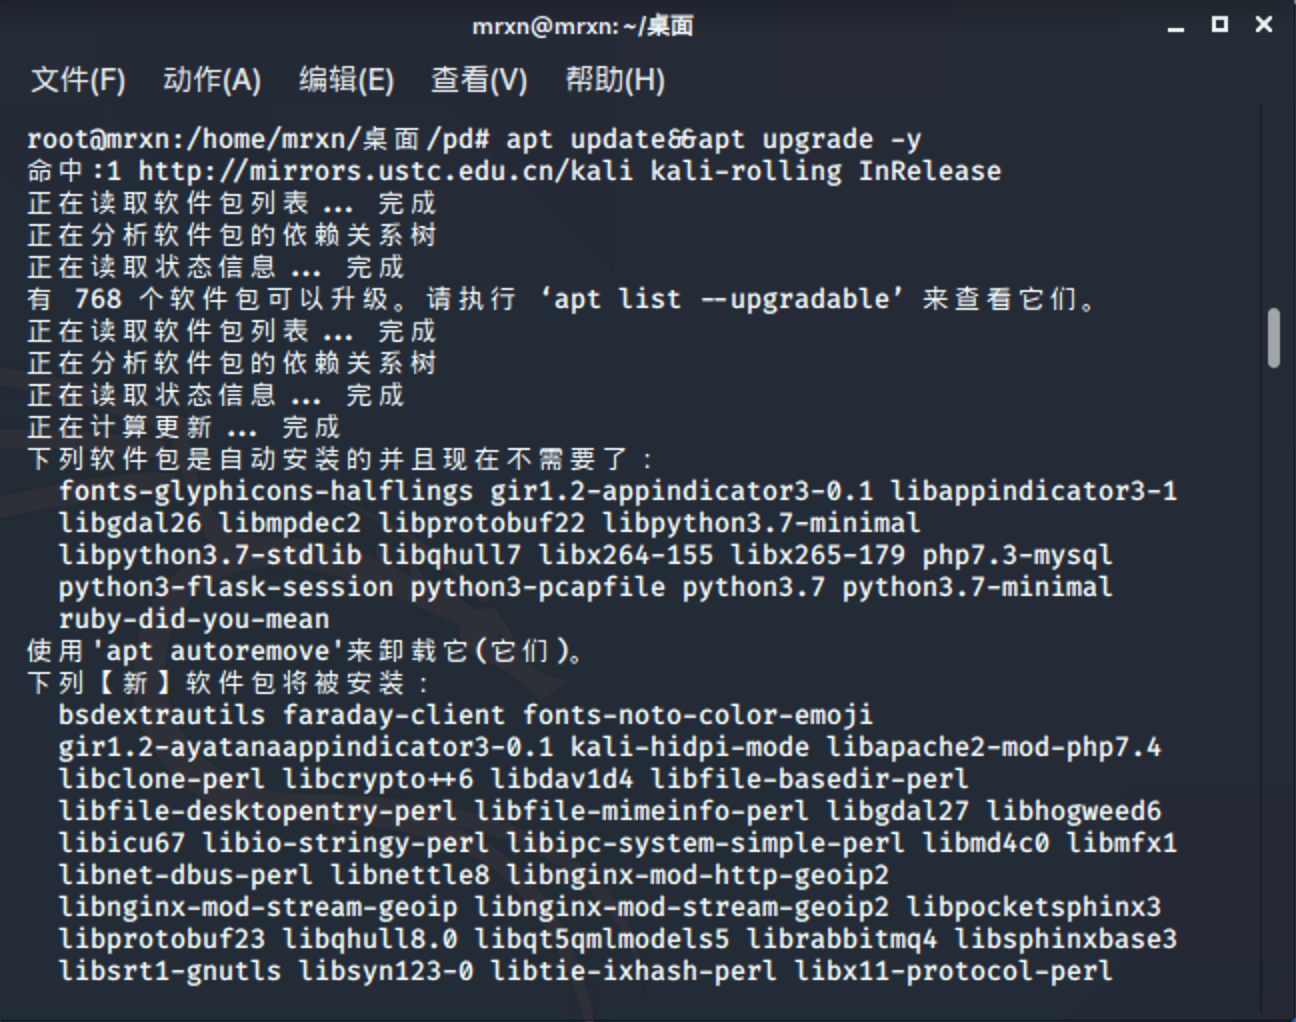 mrxn@mrxn: ~/桌面
文件(F) 动作(A) 编辑(E) 查看(V) 帮助(H)
root@mrxn:/home/mrxn/桌面/pd# apt update&&apt upgrade -y
命中:1 http://mirrors.ustc.edu.cn/kali kali-rolling InRelease
正在读取软件包列表... 完成
正在分析软件包的依赖关系树
正在读取状态信息... 完成
有 768 个软件包可以升级。请执行 ‘apt list --upgradable’ 来查看它们。
正在读取软件包列表... 完成
正在分析软件包的依赖关系树
正在读取状态信息... 完成
正在计算更新... 完成
下列软件包是自动安装的并且现在不需要了:
fonts-glyphicons-halflings gir1.2-appindicator3-0.1 libappindicator3-1
libgdal26 libmpdec2 libprotobuf22 libpython3.7-minimal
libpython3.7-stdlib libqhull7 libx264-155 libx265-179 php7.3-mysql
python3-flask-session python3-pcapfile python3.7 python3.7-minimal
ruby-did-you-mean
使用'apt autoremove'来卸载它(它们)。
下列【新】软件包将被安装:
bsdextrautils faraday-client fonts-noto-color-emoji
gir1.2-ayatanaappindicator3-0.1 kali-hidpi-mode libapache2-mod-php7.4
libclone-perl libcrypto++6 libdav1d4 libfile-basedir-perl
libfile-desktopentry-perl libfile-mimeinfo-perl libgdal27 libhogweed6
libicu67 libio-stringy-perl libipc-system-simple-perl libmd4c0 libmfx1
libnet-dbus-perl libnettle8 libnginx-mod-http-geoip2
libnginx-mod-stream-geoip libnginx-mod-stream-geoip2 libpocketsphinx3
libprotobuf23 libqhull8.0 libqt5qmlmodels5 librabbitmq4 libsphinxbase3
libsrt1-gnutls libsyn123-0 libtie-ixhash-perl libx11-protocol-perl